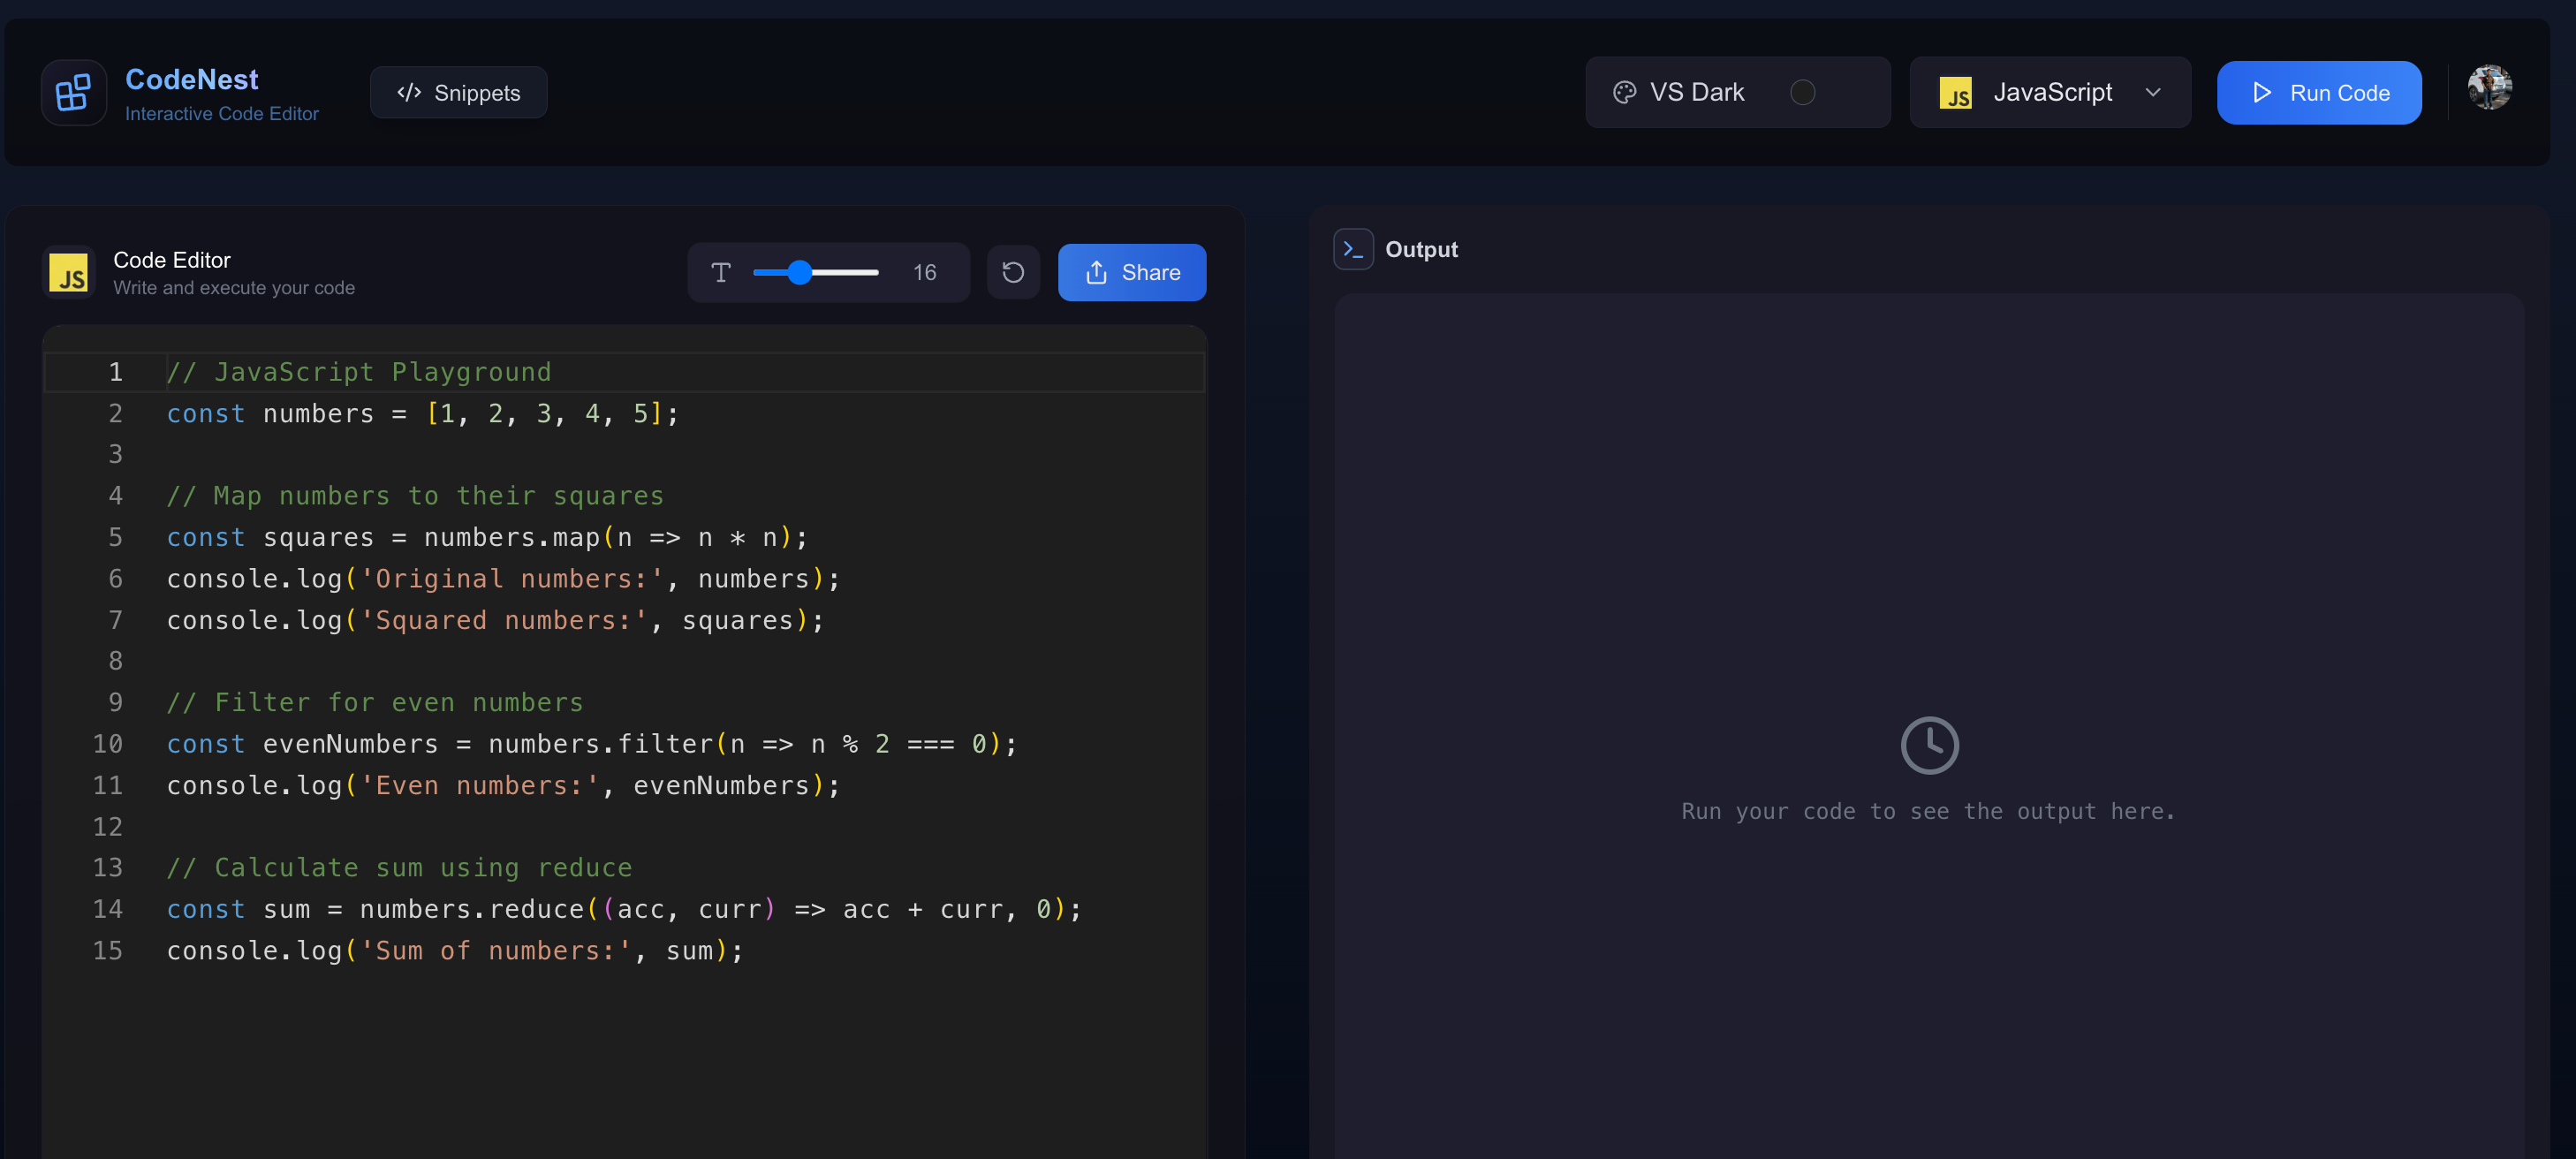 CodeNest
Interactive Code Editor
</> Snippets
VS Dark
JS JavaScript
Run Code
JS
Code Editor
Write and execute your code
T 16
Share
1 // JavaScript Playground
2 const numbers = [1, 2, 3, 4, 5];
3
4 // Map numbers to their squares
5 const squares = numbers.map(n => n * n);
6 console.log('Original numbers:', numbers);
7 console.log('Squared numbers:', squares);
8
9 // Filter for even numbers
10 const evenNumbers = numbers.filter(n => n % 2 === 0);
11 console.log('Even numbers:', evenNumbers);
12
13 // Calculate sum using reduce
14 const sum = numbers.reduce((acc, curr) => acc + curr, 0);
15 console.log('Sum of numbers:', sum);
Output
Run your code to see the output here.